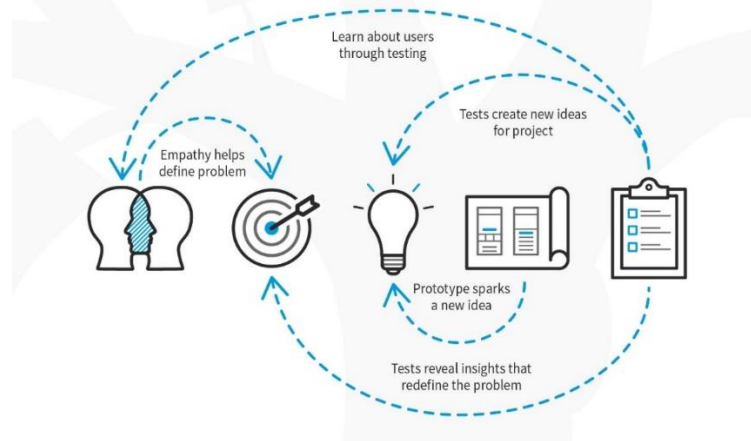 Learn about users
through testing
Tests create new ideas
for project
Empathy helps
define problem
Prototype sparks
a new idea
Tests reveal insights that
redefine the problem